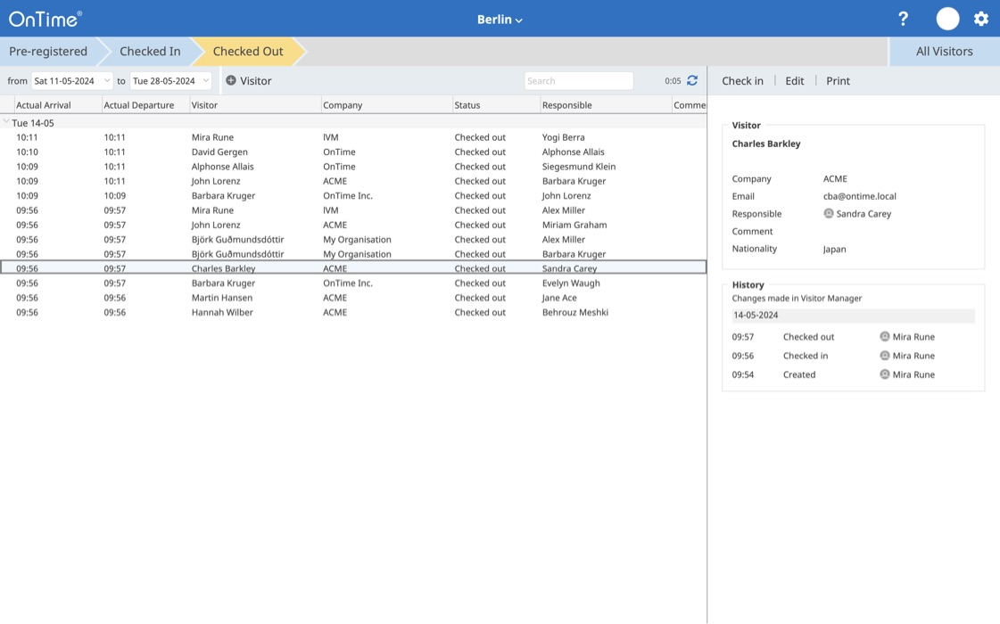 OnTime®
Berlin
?
Pre-registered
Checked In
Checked Out
All Visitors
from Sat 11-05-2024 to Tue 28-05-2024
Visitor
Search
0:05
Check in
Edit
Print
Actual Arrival Actual Departure Visitor Company Status Responsible Comme
Tue 14-05
10:11 10:11 Mira Rune IVM Checked out Yogi Berra
10:10 10:11 David Gergen OnTime Checked out Alphonse Allais
10:09 10:11 Alphonse Allais OnTime Checked out Siegesmund Klein
10:09 10:11 John Lorenz ACME Checked out Barbara Kruger
10:09 10:09 Barbara Kruger OnTime Inc. Checked out John Lorenz
09:56 09:57 Mira Rune IVM Checked out Alex Miller
09:56 09:57 John Lorenz ACME Checked out Miriam Graham
09:56 09:57 Björk Guðmundsdóttir My Organisation Checked out Alex Miller
09:56 09:57 Björk Guðmundsdóttir My Organisation Checked out Barbara Kruger
09:56 09:57 Charles Barkley ACME Checked out Sandra Carey
09:56 09:57 Barbara Kruger OnTime Inc. Checked out Evelyn Waugh
09:56 09:56 Martin Hansen ACME Checked out Jane Ace
09:56 09:56 Hannah Wilber ACME Checked out Behrouz Meshki
Visitor
Charles Barkley
Company ACME
Email cba@ontime.local
Responsible Sandra Carey
Comment
Nationality Japan
History
Changes made in Visitor Manager
14-05-2024
09:57 Checked out Mira Rune
09:56 Checked in Mira Rune
09:54 Created Mira Rune